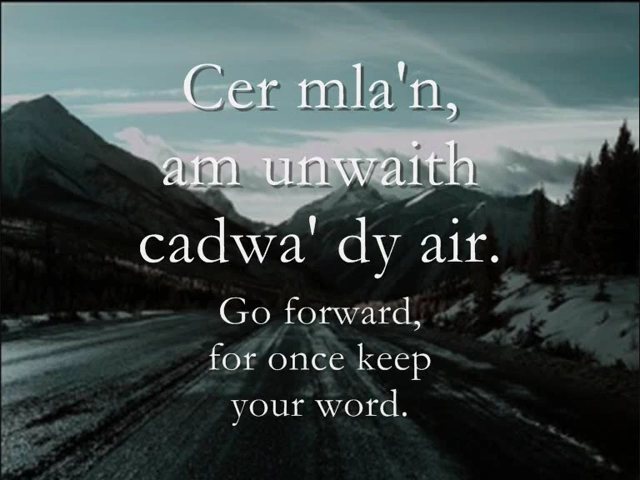 Cer mla'n,
am unwaith
cadwa' dy air.
Go forward,
for once keep
your word.